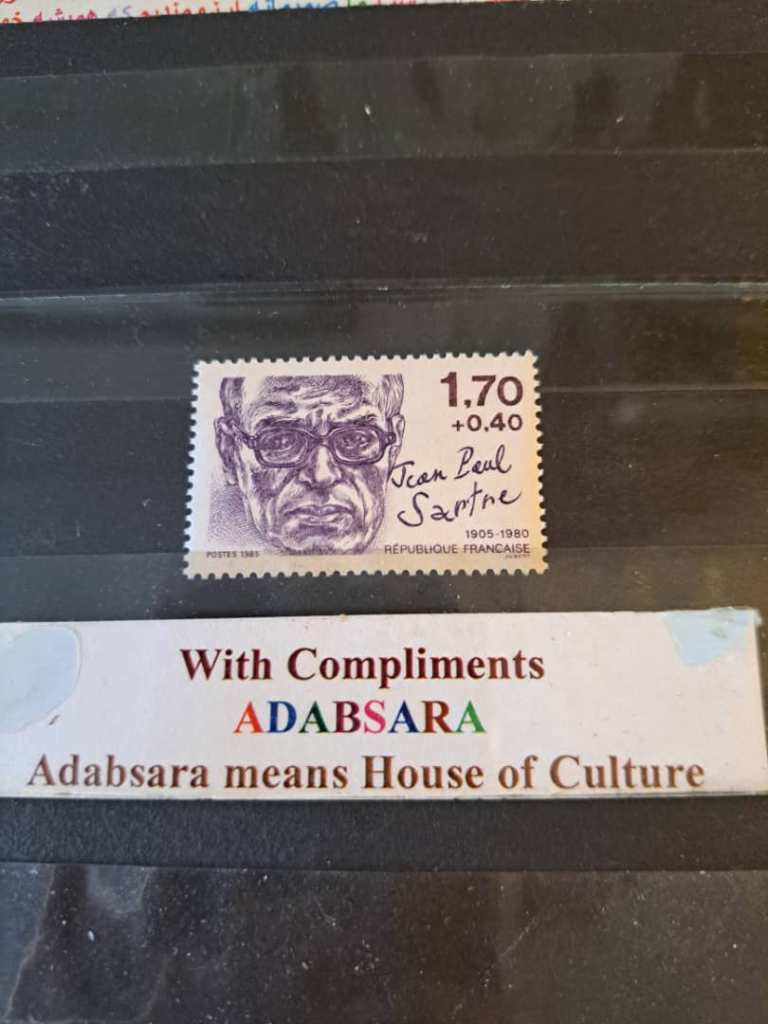 1,70
+0,40
Jean Paul
Sartre
1905-1980
POSTES 1985
RÉPUBLIQUE FRANÇAISE
With Compliments
ADABSARA
Adabsara means House of Culture